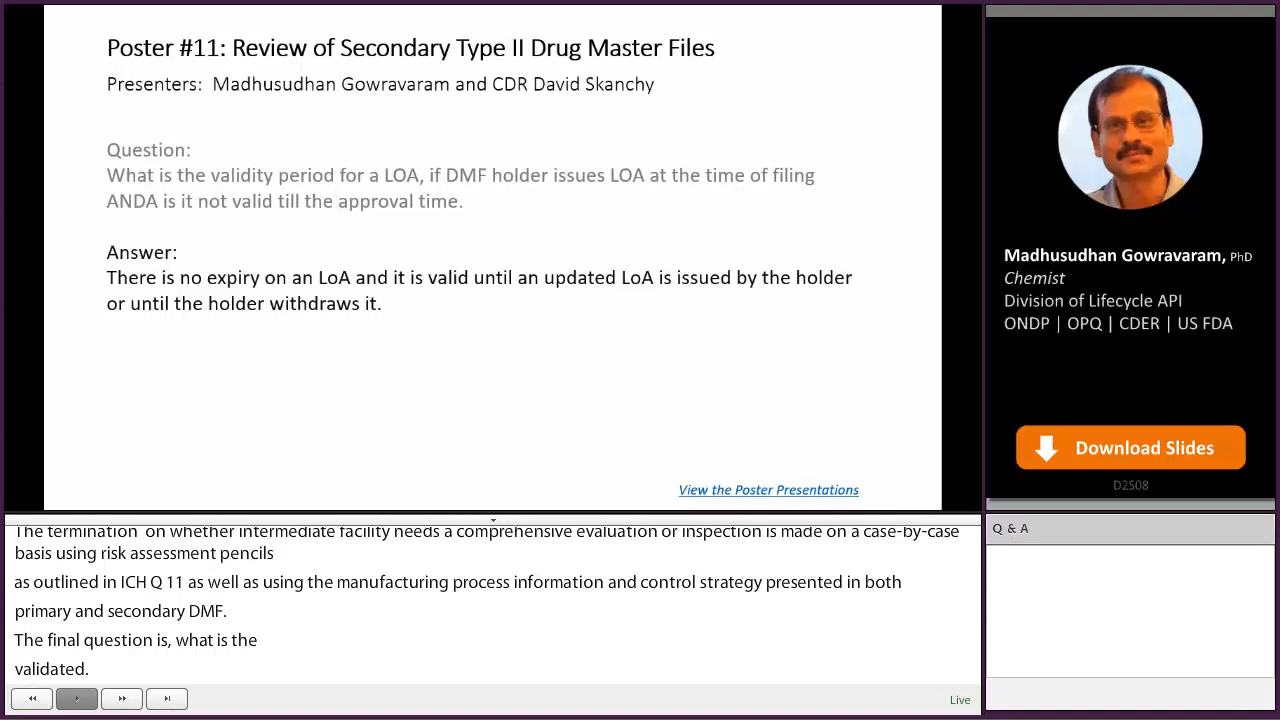 Poster #11: Review of Secondary Type II Drug Master Files
Presenters: Madhusudhan Gowravaram and CDR David Skanchy
Question:
What is the validity period for a LOA, if DMF holder issues LOA at the time of filing
ANDA is it not valid till the approval time.
Answer:
There is no expiry on an LoA and it is valid until an updated LoA is issued by the holder
or until the holder withdraws it.
View the Poster Presentations
Madhusudhan Gowravaram, PhD
Chemist
Division of Lifecycle API
ONDP | OPQ | CDER | US FDA
Download Slides
D2S08
The termination on whether intermediate facility needs a comprehensive evaluation or inspection is made on a case-by-case
basis using risk assessment pencils
as outlined in ICH Q 11 as well as using the manufacturing process information and control strategy presented in both
primary and secondary DMF.
The final question is, what is the
validated.
Live
Q & A